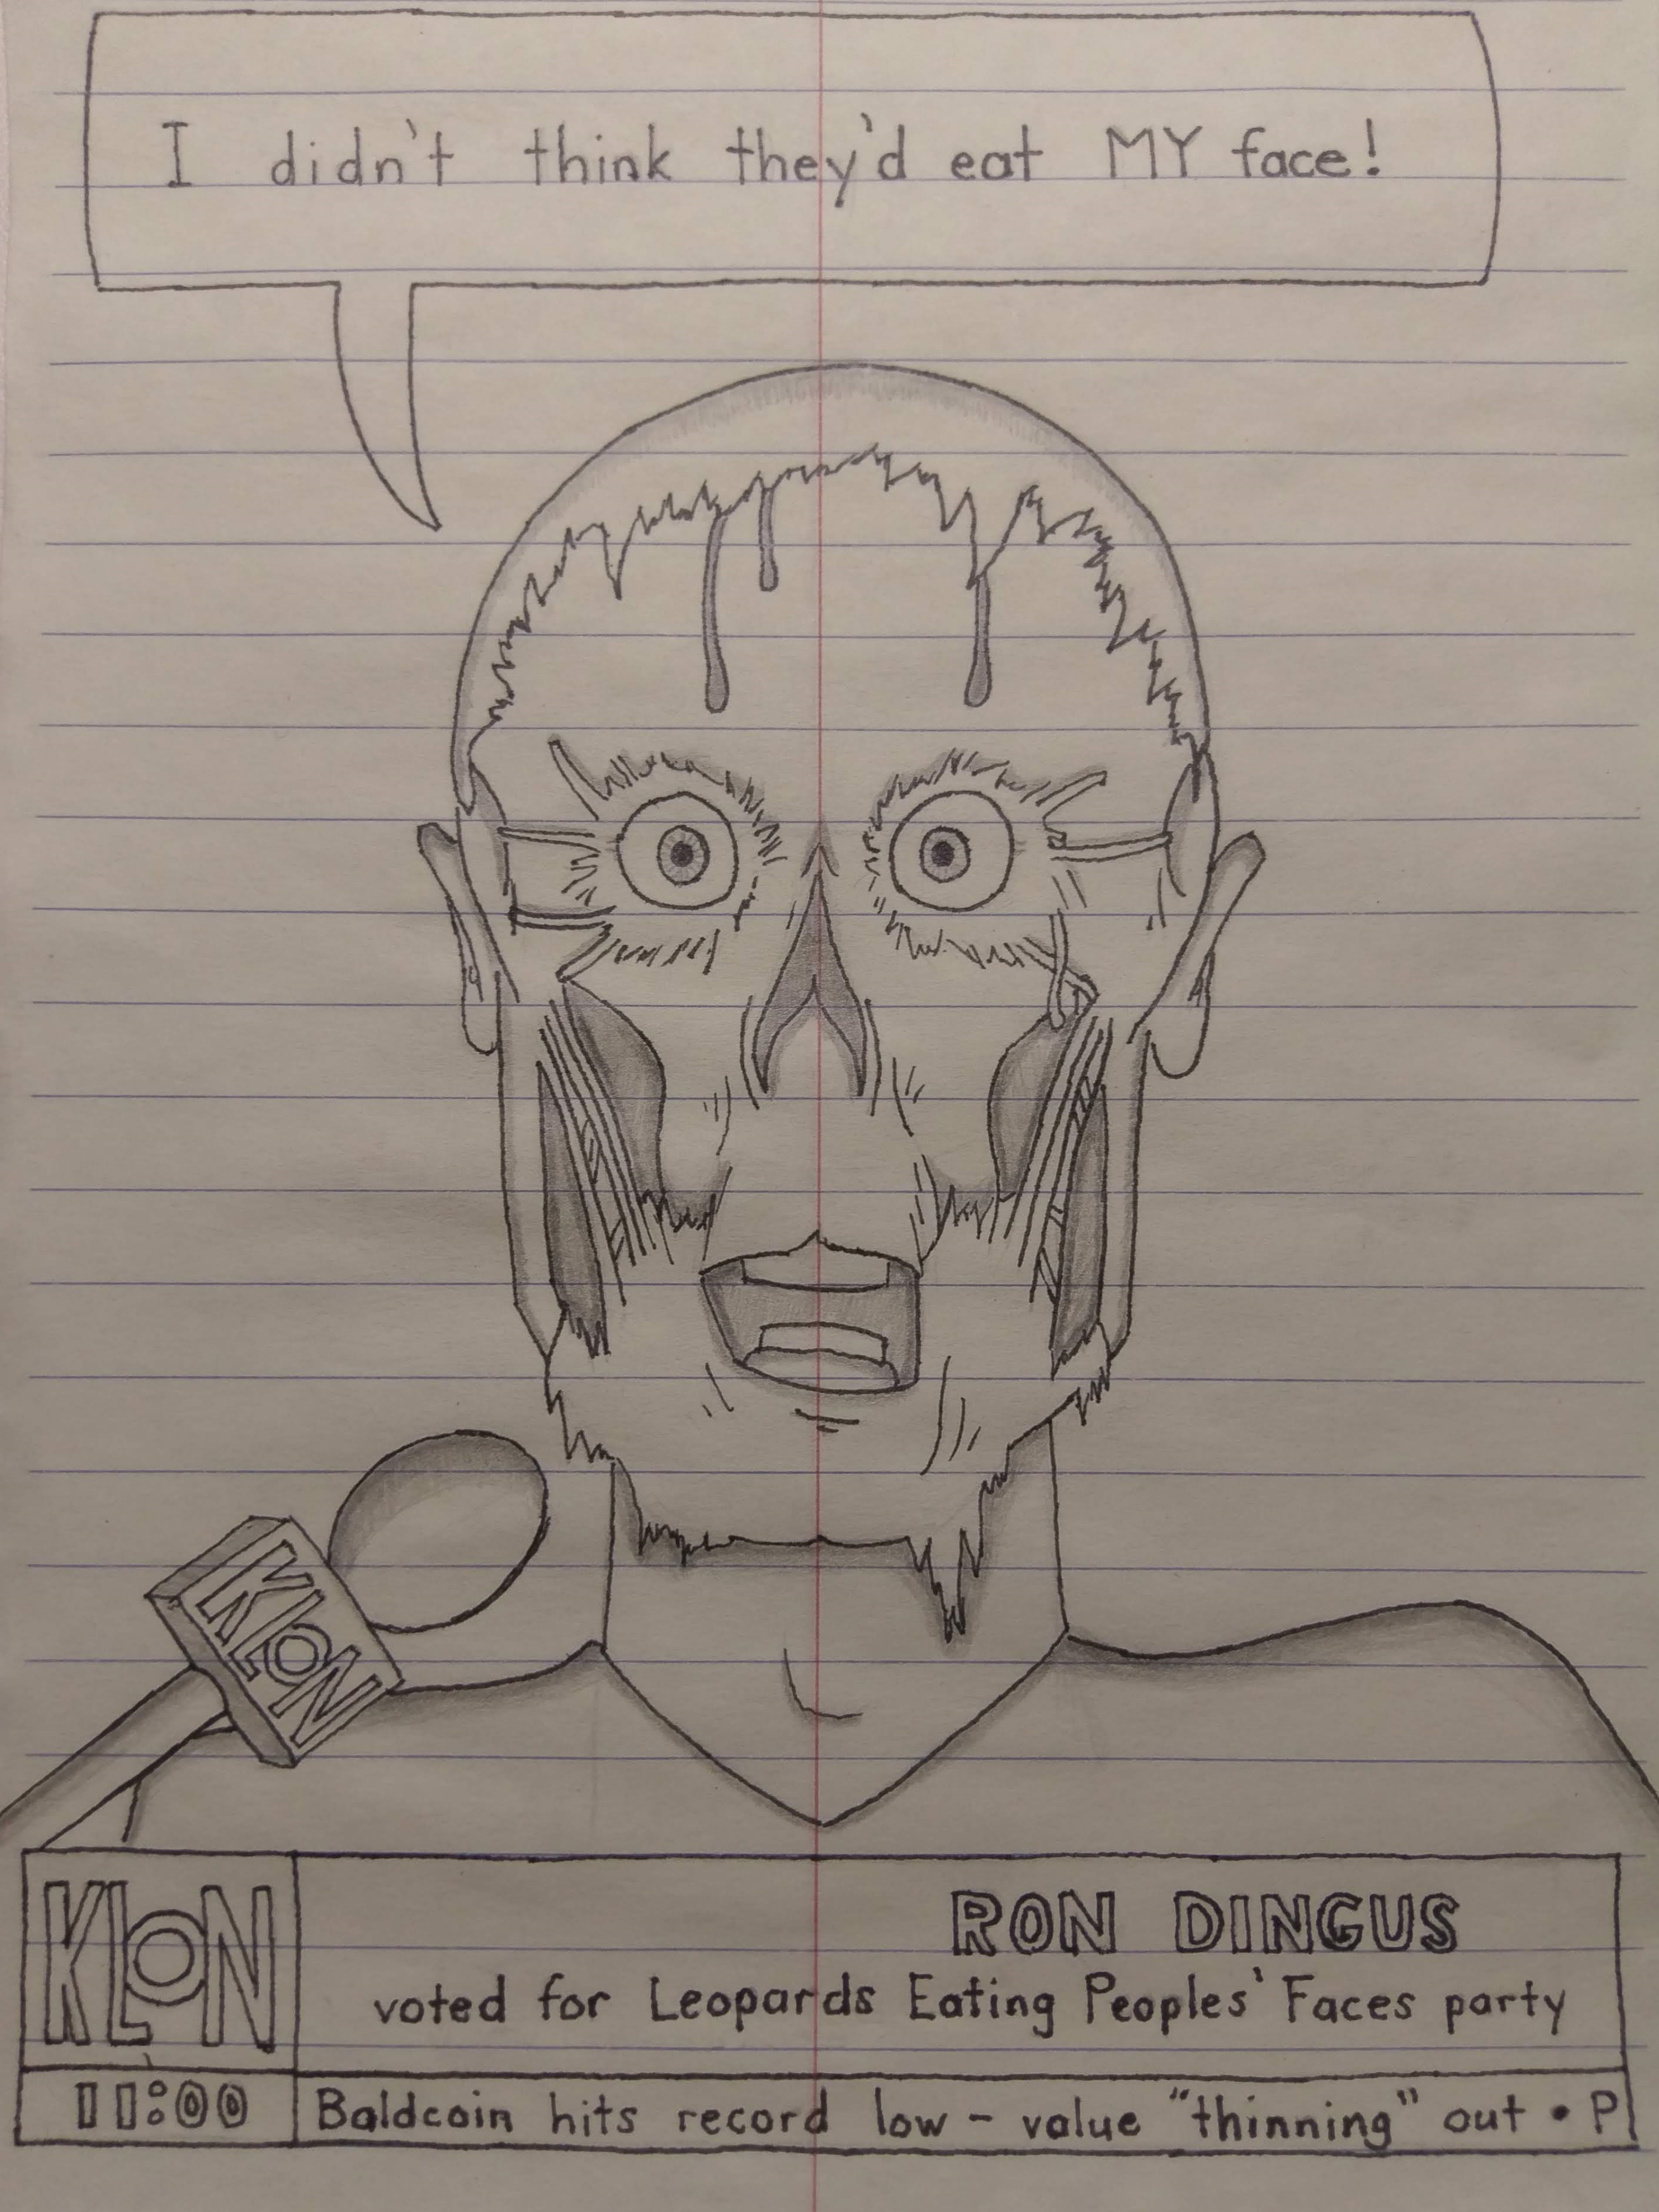 I didn't think they'd eat MY face!
KLON
KLON
RON DINGUS
voted for Leopards Eating Peoples' Faces party
11:00
Baldcoin hits record low - value "thinning" out • P